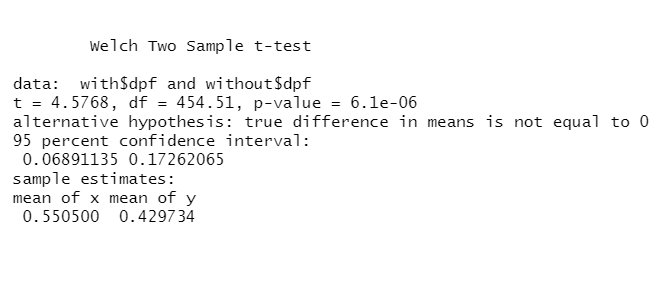 Welch Two Sample t-test
data:  with$dpf and without$dpf
t = 4.5768, df = 454.51, p-value = 6.1e-06
alternative hypothesis: true difference in means is not equal to 0
95 percent confidence interval:
 0.06891135 0.17262065
sample estimates:
mean of x mean of y
 0.550500  0.429734